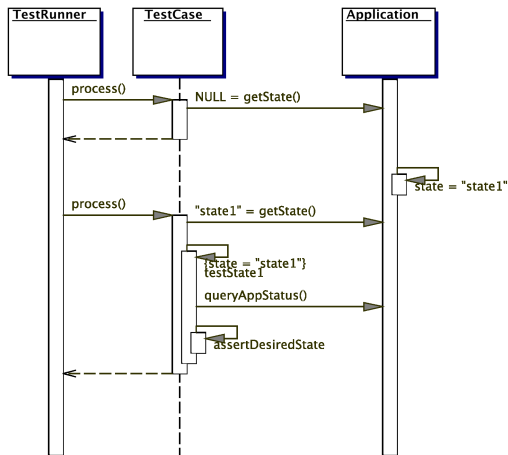 TestRunner
TestCase
Application
process()
NULL = getState()
state = "state1"
process()
"state1" = getState()
{state = "state1"}
testState1
queryAppStatus()
assertDesiredState